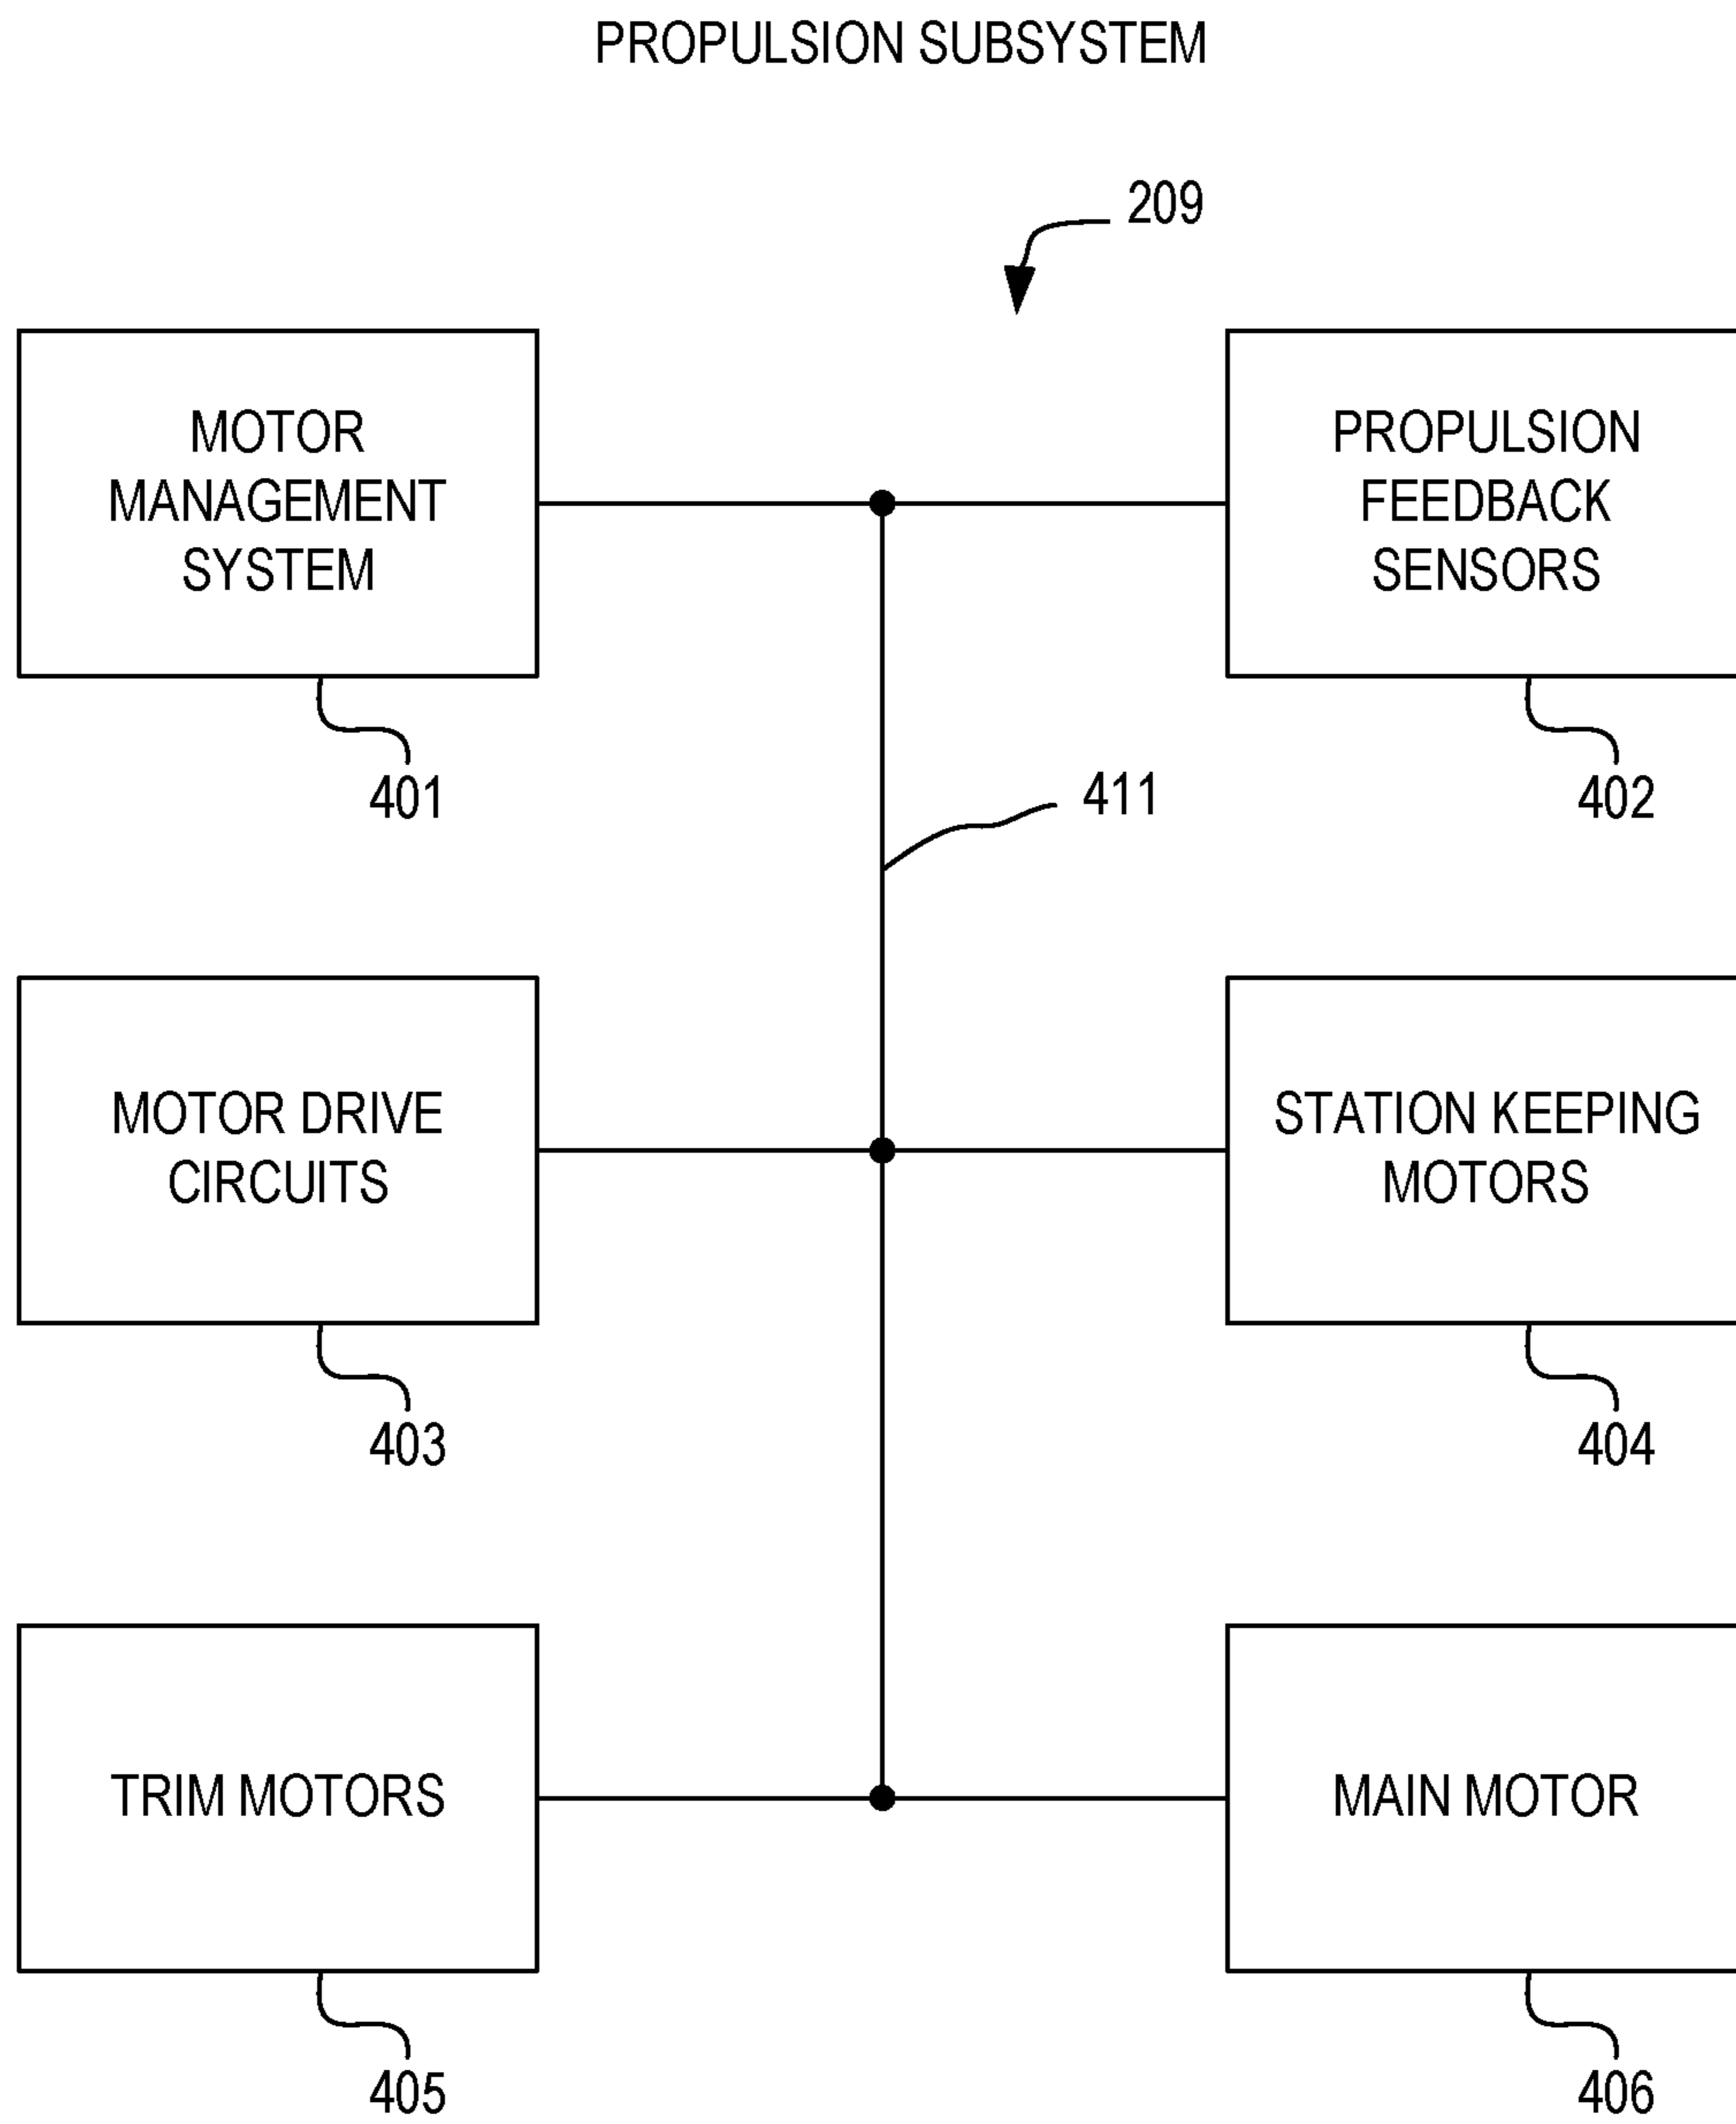 PROPULSION SUBSYSTEM
209
MOTOR
MANAGEMENT
SYSTEM
401
PROPULSION
FEEDBACK
SENSORS
402
411
MOTOR DRIVE
CIRCUITS
403
STATION KEEPING
MOTORS
404
TRIM MOTORS
405
MAIN MOTOR
406